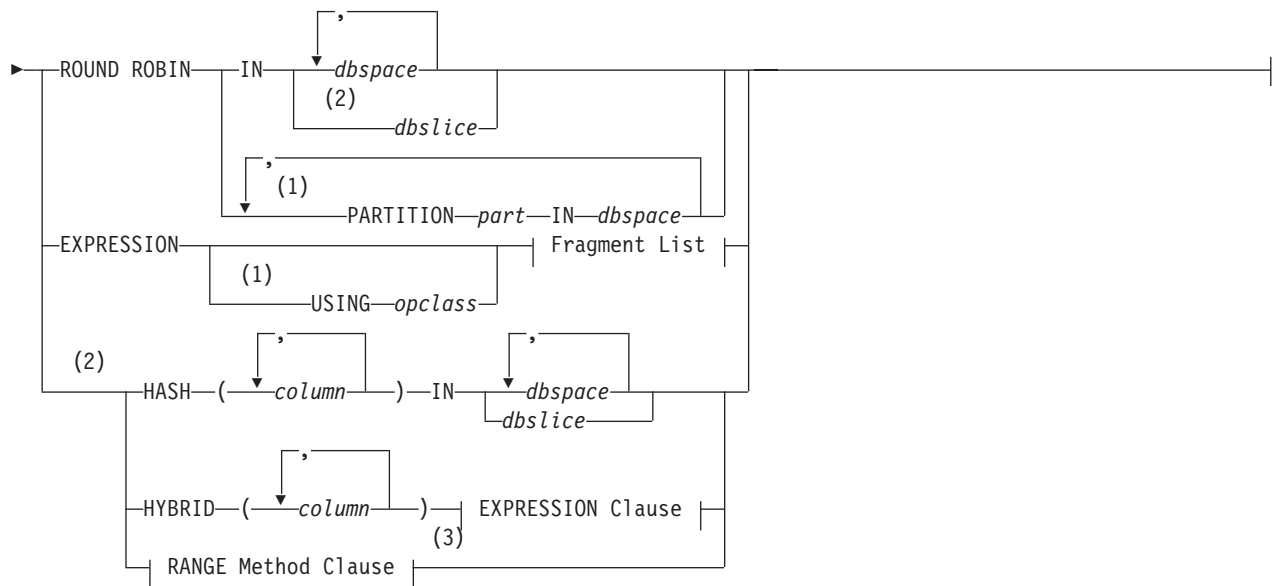 ,
ROUND ROBIN IN dbspace
(2)
dbslice
,
(1)
PARTITION part IN dbspace
EXPRESSION Fragment List
(1)
USING opclass
, ,
(2)
HASH ( column ) IN dbspace
dbslice
,
HYBRID ( column ) EXPRESSION Clause
(3)
RANGE Method Clause